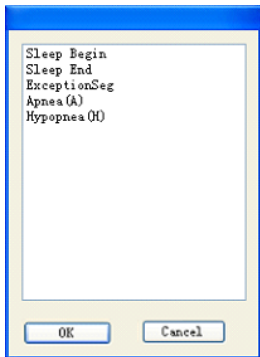 Sleep Begin
Sleep End
ExceptionSeg
Apnea(A)
Hypopnea(H)
OK
Cancel